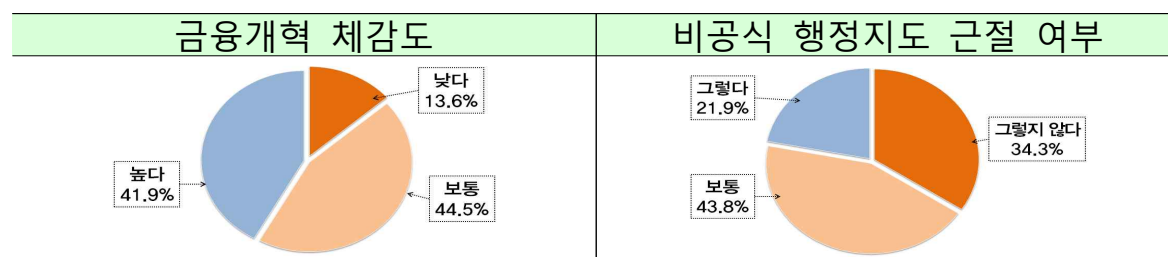 금융개혁 체감도
비공식 행정지도 근절 여부
낮다
13.6%
높다
41.9%
보통
44.5%
그렇다
21.9%
그렇지 않다
34.3%
보통
43.8%